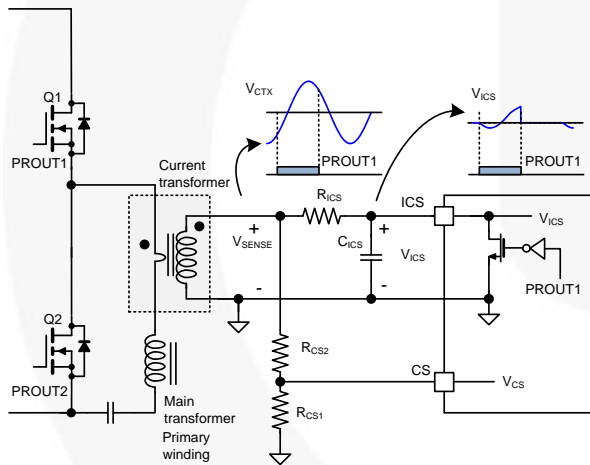 Q1
PROUT1
Current
transformer
Q2
PROUT2
Main
transformer
Primary
winding
VCTX
PROUT1
VICS
PROUT1
RICS
ICS
+
VSENSE
-
+
CICS
VICS
-
VICS
PROUT1
RCS2
CS
VCS
RCS1